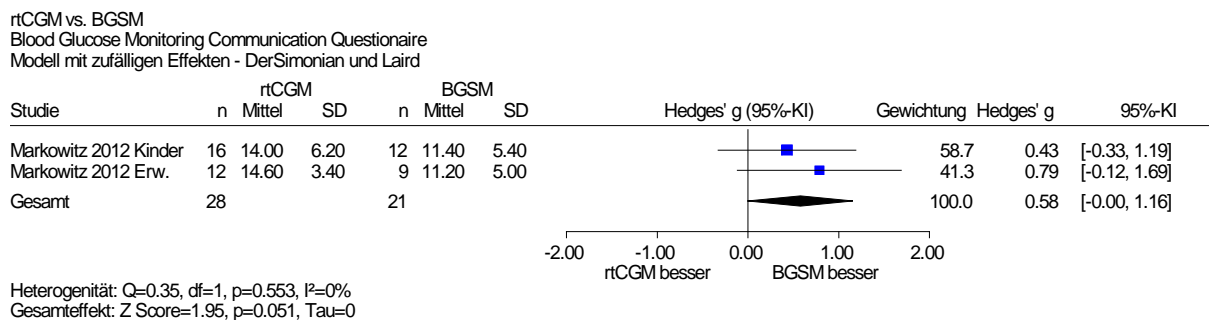 rtCGM vs. BGSM
Blood Glucose Monitoring Communication Questionaire
Modell mit zufälligen Effekten - DerSimonian und Laird
rtCGM BGSM
Studie n Mittel SD n Mittel SD Hedges' g (95%-KI) Gewichtung Hedges' g 95%-KI
Markowitz 2012 Kinder 16 14.00 6.20 12 11.40 5.40 58.7 0.43 [-0.33, 1.19]
Markowitz 2012 Erw. 12 14.60 3.40 9 11.20 5.00 41.3 0.79 [-0.12, 1.69]
Gesamt 28 21 100.0 0.58 [-0.00, 1.16]
-2.00 -1.00 0.00 1.00 2.00
rtCGM besser BGSM besser
Heterogenität: Q=0.35, df=1, p=0.553, I²=0%
Gesamteffekt: Z Score=1.95, p=0.051, Tau=0